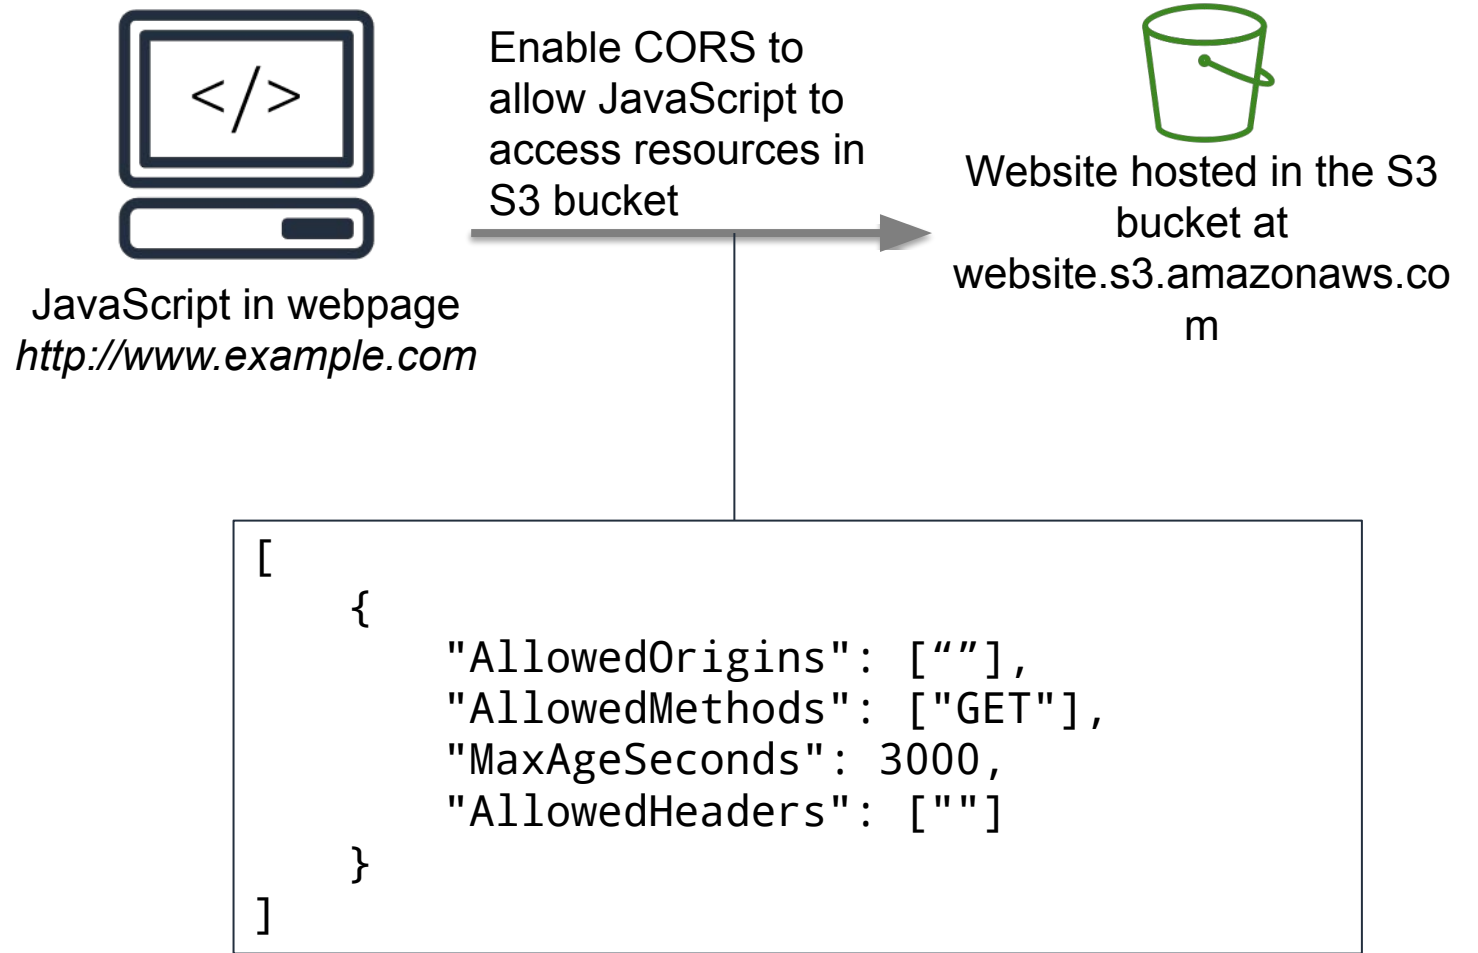 </>
Enable CORS to
allow JavaScript to
access resources in
S3 bucket
JavaScript in webpage
http://www.example.com
Website hosted in the S3
bucket at
website.s3.amazonaws.co
m
[
    {
        "AllowedOrigins": [“”],
        "AllowedMethods": ["GET"],
        "MaxAgeSeconds": 3000,
        "AllowedHeaders": [""]
    }
]